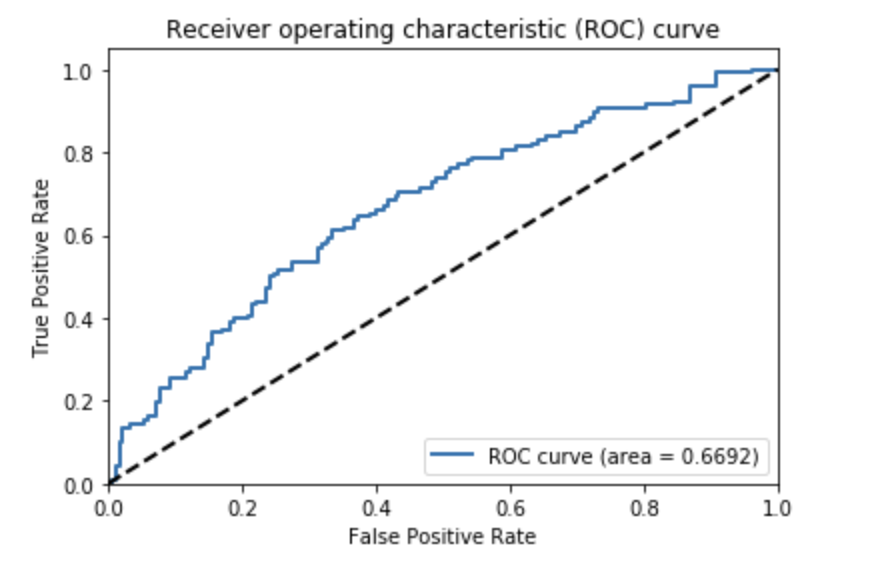 Receiver operating characteristic (ROC) curve
1.0
0.8
0.6
0.4
0.2
0.0
True Positive Rate
ROC curve (area = 0.6692)
0.0 0.2 0.4 0.6 0.8 1.0
False Positive Rate